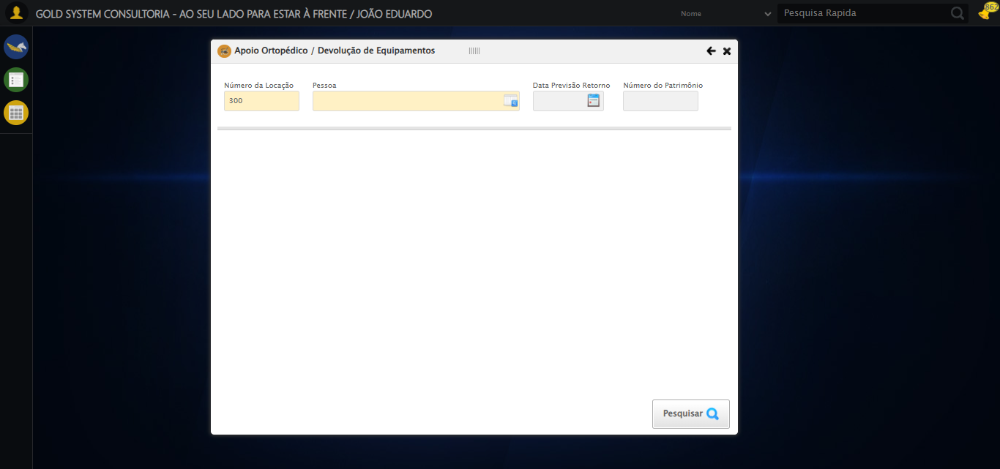 GOLD SYSTEM CONSULTORIA - AO SEU LADO PARA ESTAR À FRENTE / JOÃO EDUARDO
Nome
Pesquisa Rapida
862
Apoio Ortopédico / Devolução de Equipamentos
Número da Locação
Pessoa
Data Previsão Retorno
Número do Patrimônio
300
Pesquisar